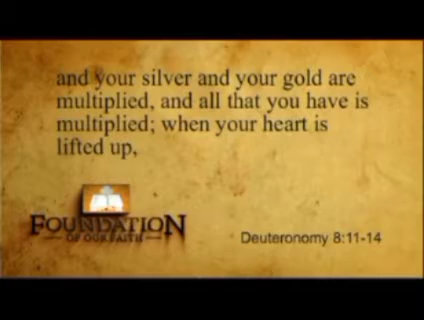 and your silver and your gold are
multiplied, and all that you have is
multiplied; when your heart is
lifted up,
FOUNDATION
OF OUR FAITH
Deuteronomy 8:11-14